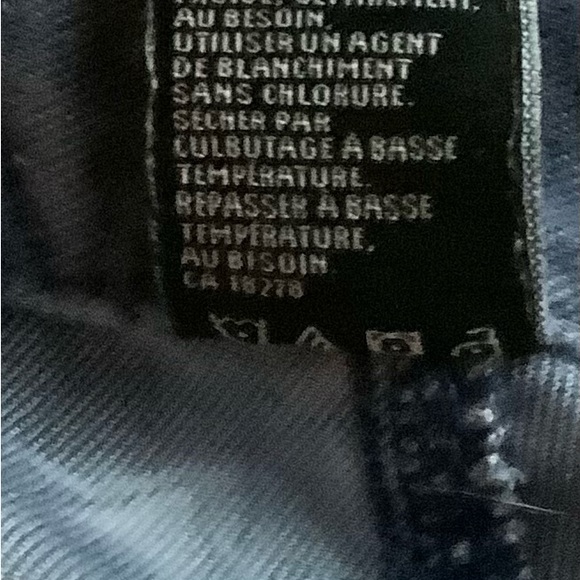 AU BESOIN,
UTILISER UN AGENT
DE BLANCHIMENT
SANS CHLORURE.
SÉCHER PAR
CULBUTAGE À BASSE
TEMPÉRATURE.
REPASSER À BASSE
TEMPÉRATURE,
AU BESOIN.
CA 18278